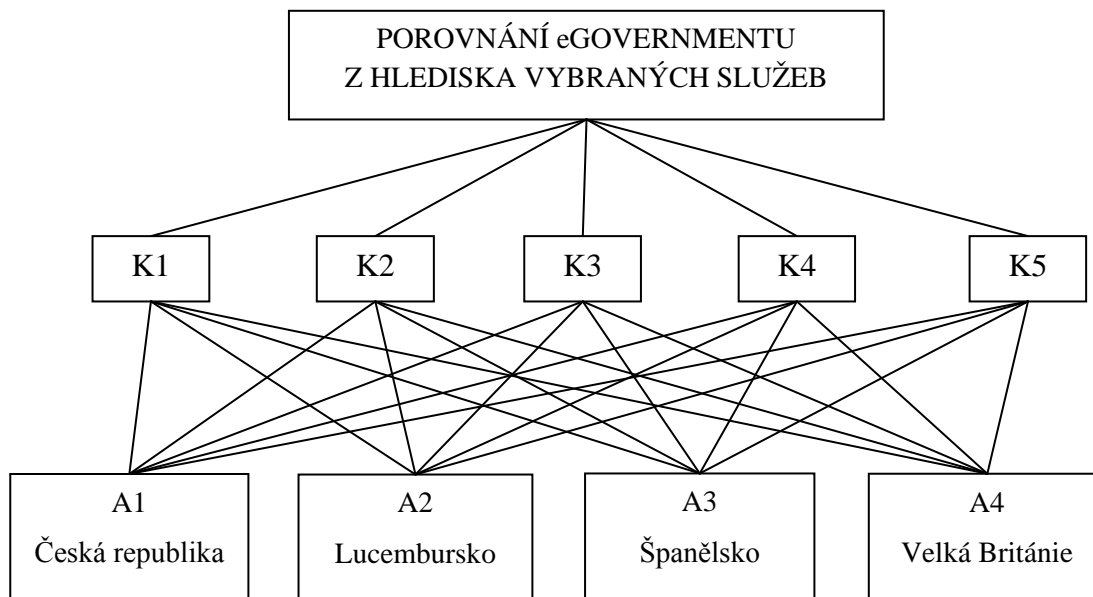 POROVNÁNÍ eGOVERNMENTU
Z HLEDISKA VYBRANÝCH SLUŽEB
K1
K2
K3
K4
K5
A1
Česká republika
A2
Lucembursko
A3
Španělsko
A4
Velká Británie